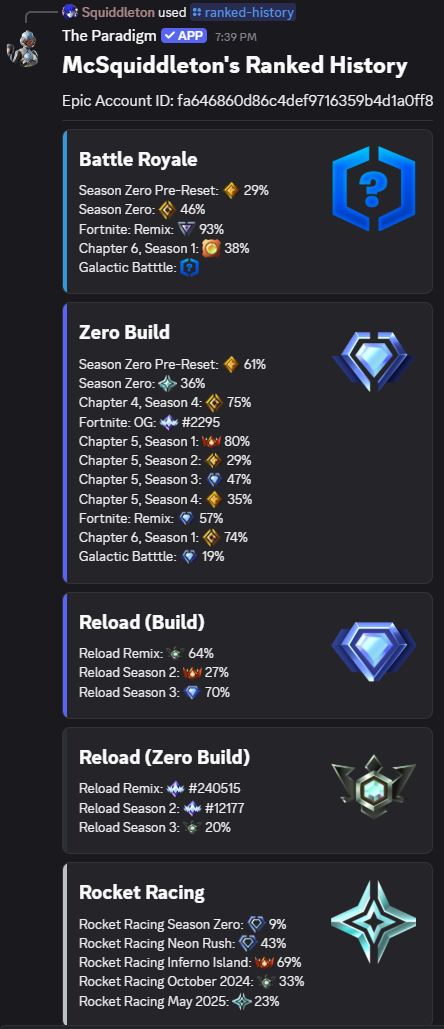 Squiddleton used ranked-history
The Paradigm APP 7:39 PM
McSquiddleton's Ranked History
Epic Account ID: fa646860d86c4def9716359b4d1a0ff8
Battle Royale
Season Zero Pre-Reset: 29%
Season Zero: 46%
Fortnite: Remix: 93%
Chapter 6, Season 1: 38%
Galactic Batttle: ?
?
Zero Build
Season Zero Pre-Reset: 61%
Season Zero: 36%
Chapter 4, Season 4: 75%
Fortnite: OG: #2295
Chapter 5, Season 1: 80%
Chapter 5, Season 2: 29%
Chapter 5, Season 3: 47%
Chapter 5, Season 4: 35%
Fortnite: Remix: 57%
Chapter 6, Season 1: 74%
Galactic Batttle: 19%
Reload (Build)
Reload Remix: 64%
Reload Season 2: 27%
Reload Season 3: 70%
Reload (Zero Build)
Reload Remix: #240515
Reload Season 2: #12177
Reload Season 3: 20%
Rocket Racing
Rocket Racing Season Zero: 9%
Rocket Racing Neon Rush: 43%
Rocket Racing Inferno Island: 69%
Rocket Racing October 2024: 33%
Rocket Racing May 2025: 23%